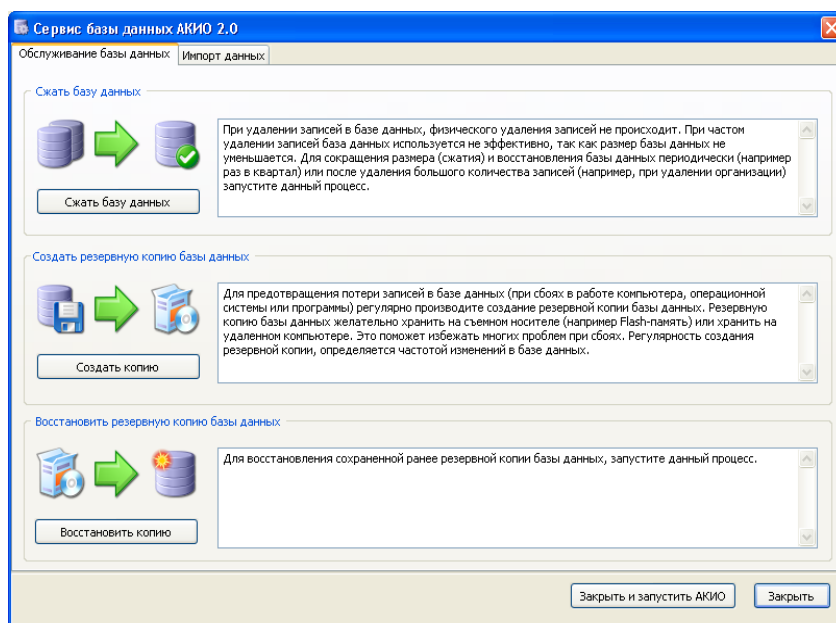 Сервис базы данных АКИО 2.0
Обслуживание базы данных
Импорт данных
Сжать базу данных
При удалении записей в базе данных, физического удаления записей не происходит. При частом
удалении записей база данных используется не эффективно, так как размер базы данных не
уменьшается. Для сокращения размера (сжатия) и восстановления базы данных периодически (например
раз в квартал) или после удаления большого количества записей (например, при удалении организации)
запустите данный процесс.
Сжать базу данных
Создать резервную копию базы данных
Для предотвращения потери записей в базе данных (при сбоях в работе компьютера, операционной
системы или программы) регулярно производите создание резервной копии базы данных. Резервную
копию базы данных желательно хранить на съемном носителе (например Flash-память) или хранить на
удаленном компьютере. Это поможет избежать многих проблем при сбоях. Регулярность создания
резервной копии, определяется частотой изменений в базе данных.
Создать копию
Восстановить резервную копию базы данных
Для восстановления сохраненной ранее резервной копии базы данных, запустите данный процесс.
Восстановить копию
Закрыть и запустить АКИО
Закрыть